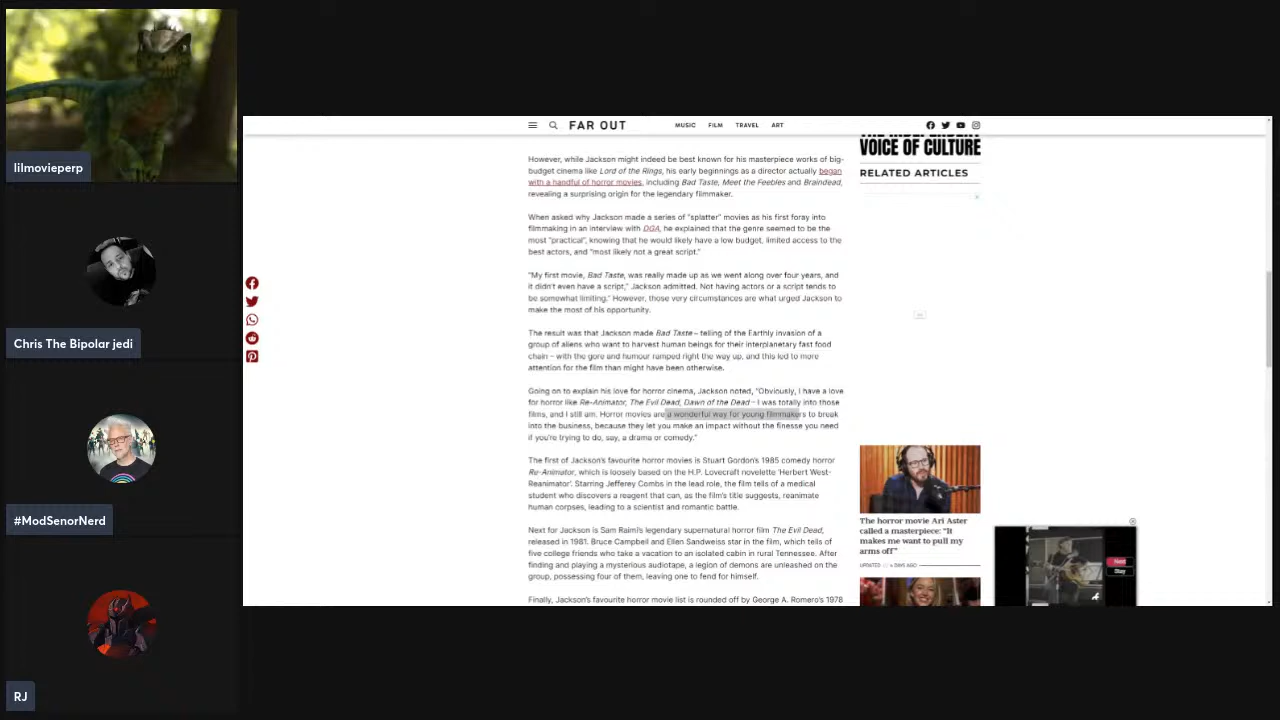 lilmovieperp
Chris The Bipolar jedi
#ModSenorNerd
RJ
FAR OUT
MUSIC FILM TRAVEL ART
However, while Jackson might indeed be best known for his masterpiece works of big-
budget cinema like Lord of the Rings, his early beginnings as a director actually began
with a handful of horror movies, including Bad Taste, Meet the Feebles and Braindead,
revealing a surprising origin for the legendary filmmaker.
When asked why Jackson made a series of “splatter” movies as his first foray into
filmmaking in an interview with DGA, he explained that the genre seemed to be the
most “practical”, knowing that he would likely have a low budget, limited access to the
best actors, and “most likely not a great script.”
“My first movie, Bad Taste, was really made up as we went along over four years, and
it didn’t even have a script,” Jackson admitted. Not having actors or a script tends to
be somewhat limiting.” However, those very circumstances are what urged Jackson to
make the most of his opportunity.
The result was that Jackson made Bad Taste – telling of the Earthly invasion of a
group of aliens who want to harvest human beings for their interplanetary fast food
chain – with the gore and humour ramped right the way up, and this led to more
attention for the film than might have been otherwise.
Going on to explain his love for horror cinema, Jackson noted, “Obviously, I have a love
for horror like Re-Animator, The Evil Dead, Dawn of the Dead – I was totally into those
films, and I still am. Horror movies are a wonderful way for young filmmakers to break
into the business, because they let you make an impact without the finesse you need
if you’re trying to do, say, a drama or comedy.”
The first of Jackson’s favourite horror movies is Stuart Gordon’s 1985 comedy horror
Re-Animator, which is loosely based on the H.P. Lovecraft novelette ‘Herbert West-
Reanimator’. Starring Jefferey Combs in the lead role, the film tells of a medical
student who discovers a reagent that can, as the film’s title suggests, reanimate
human corpses, leading to a scientist and romantic battle.
Next for Jackson is Sam Raimi’s legendary supernatural horror film The Evil Dead,
released in 1981. Bruce Campbell and Ellen Sandweiss star in the film, which tells of
five college friends who take a vacation to an isolated cabin in rural Tennessee. After
finding and playing a mysterious audiotape, a legion of demons are unleashed on the
group, possessing four of them, leaving one to fend for himself.
Finally, Jackson’s favourite horror movie list is rounded off by George A. Romero’s 1978
THE INDEPENDENT
VOICE OF CULTURE
RELATED ARTICLES
The horror movie Ari Aster
called a masterpiece: “It
makes me want to pull my
arms off”
UPDATED 4 DAYS AGO
Next
Okay